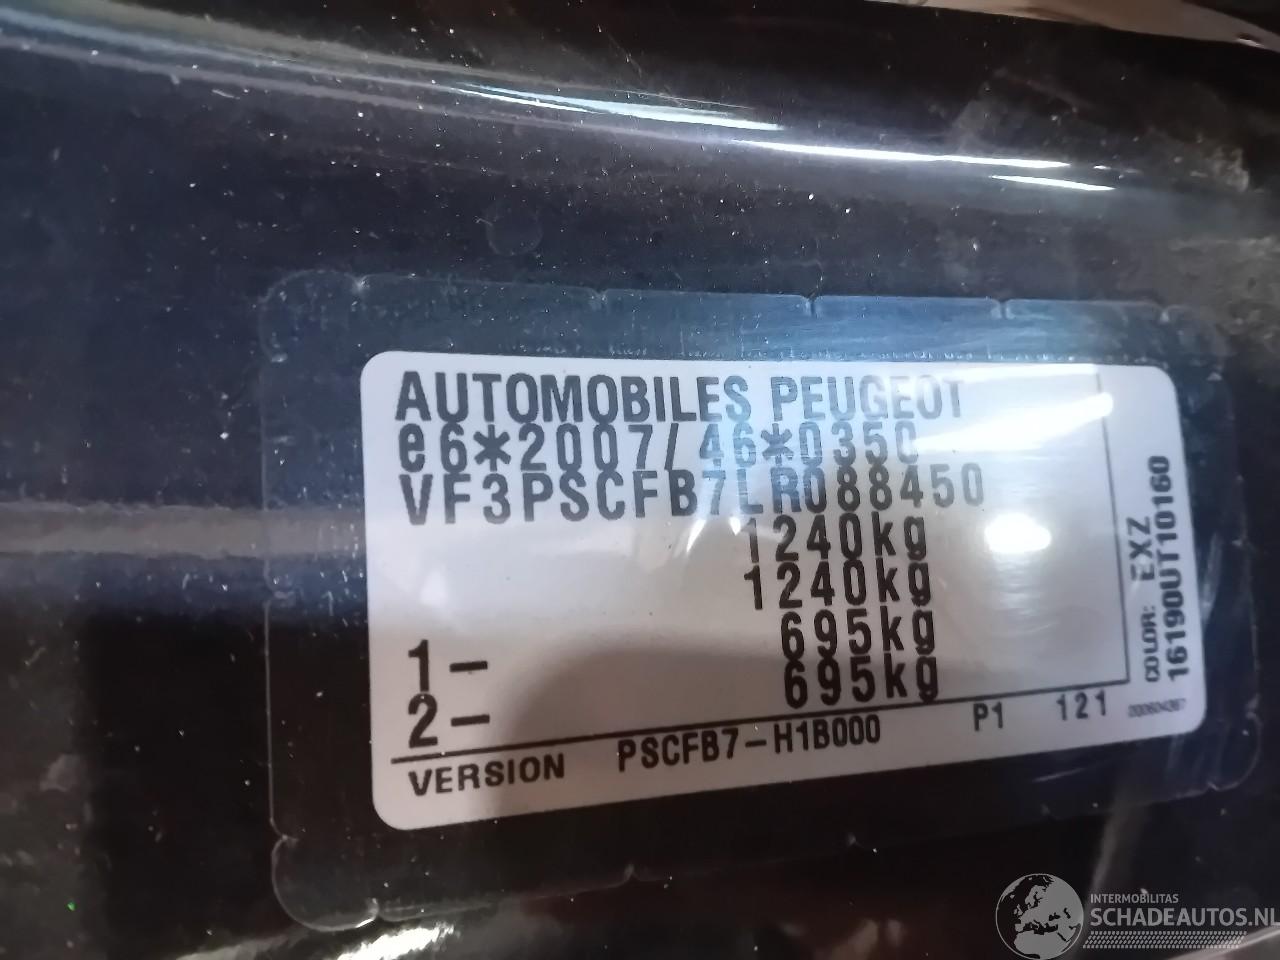 AUTOMOBILES PEUGEOT
e6*2007/46*0350
VF3PSCFB7LR088450
1240kg
1240kg
1- 695kg
2- 695kg
VERSION PSCFB7-H1B000 P1 121
COLOR: EXZ
16190UT10160
INTERMOBILITAS
SCHADEAUTOS.NL